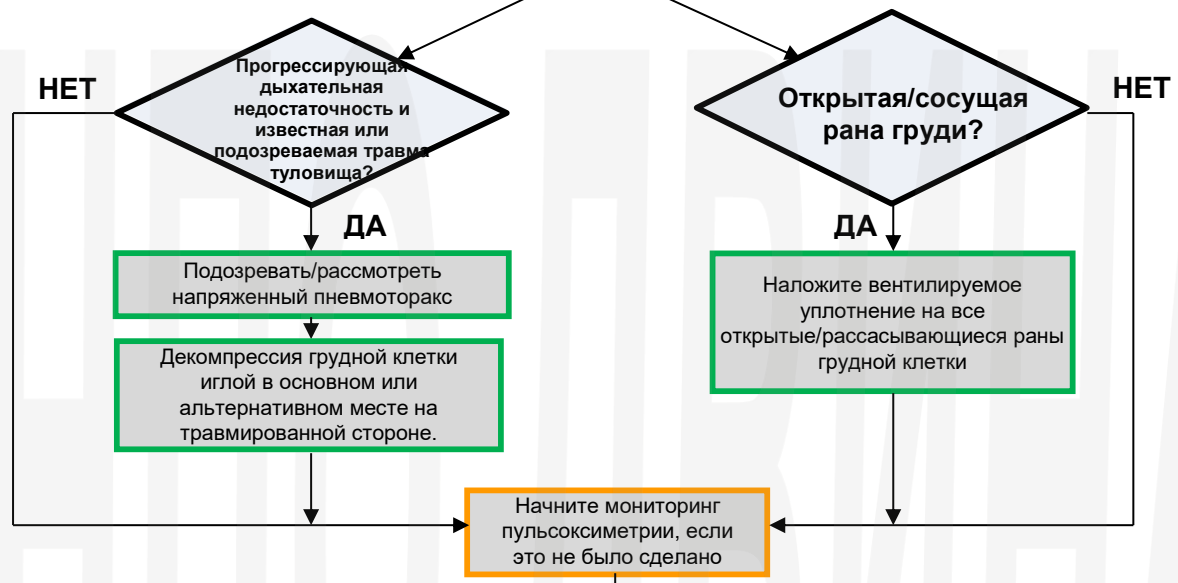 НЕТ
Прогрессирующая
дыхательная
недостаточность и
известная или
подозреваемая травма
туловища?
ДА
Подозревать/рассмотреть
напряженный пневмоторакс
Декомпрессия грудной клетки
иглой в основном или
альтернативном месте на
травмированной стороне.
Открытая/сосущая
рана груди?
НЕТ
ДА
Наложите вентилируемое
уплотнение на все
открытые/рассасывающиеся раны
грудной клетки
Начните мониторинг
пульсоксиметрии, если
это не было сделано